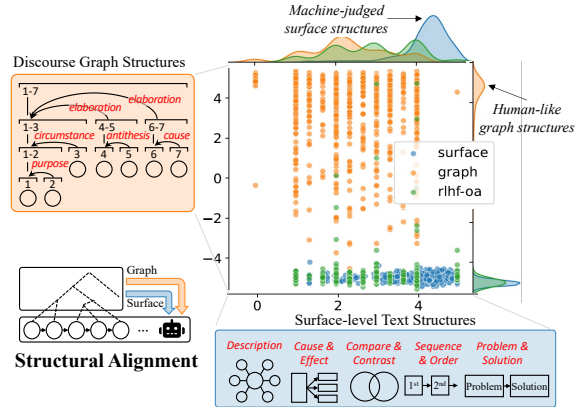 Machine-judged
surface structures
Discourse Graph Structures
1-7
elaboration
elaboration
1-3
4-5
6-7
circumstance
antithesis
cause
1-2
3
4
5
6
7
purpose
1
2
4
2
0
−2
−4
surface
graph
rlhf-oa
Human-like
graph structures
0
2
4
Surface-level Text Structures
Graph
Surface
...
Structural Alignment
Description
Cause &
Effect
Compare &
Contrast
Sequence
& Order
Problem &
Solution
1st
2nd
Problem
Solution